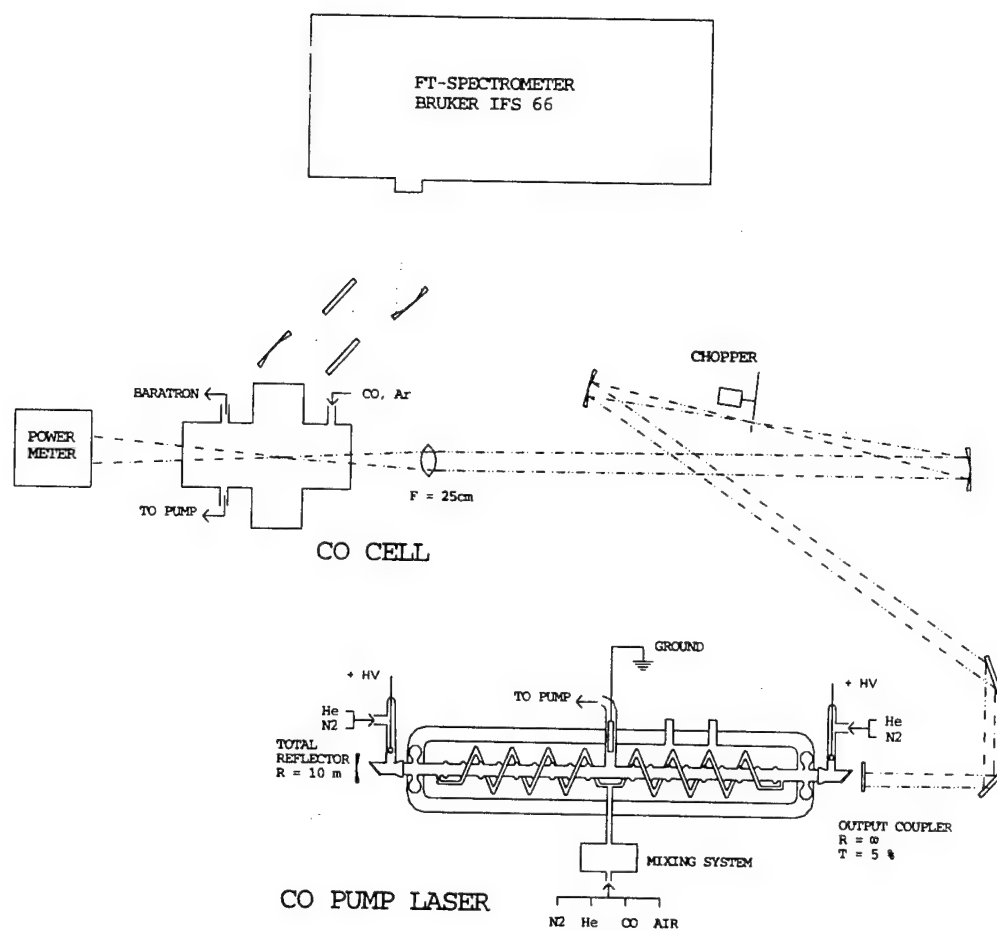 FT-SPECTROMETER
BRUKER IFS 66
CHOPPER
BARATRON
CO, Ar
POWER
METER
F = 25cm
TO PUMP
CO CELL
GROUND
+ HV
+ HV
TO PUMP
He
N2
He
N2
TOTAL
REFLECTOR
R = 10 m
OUTPUT COUPLER
R = ∞
T = 5 %
MIXING SYSTEM
CO PUMP LASER
N2 He CO AIR